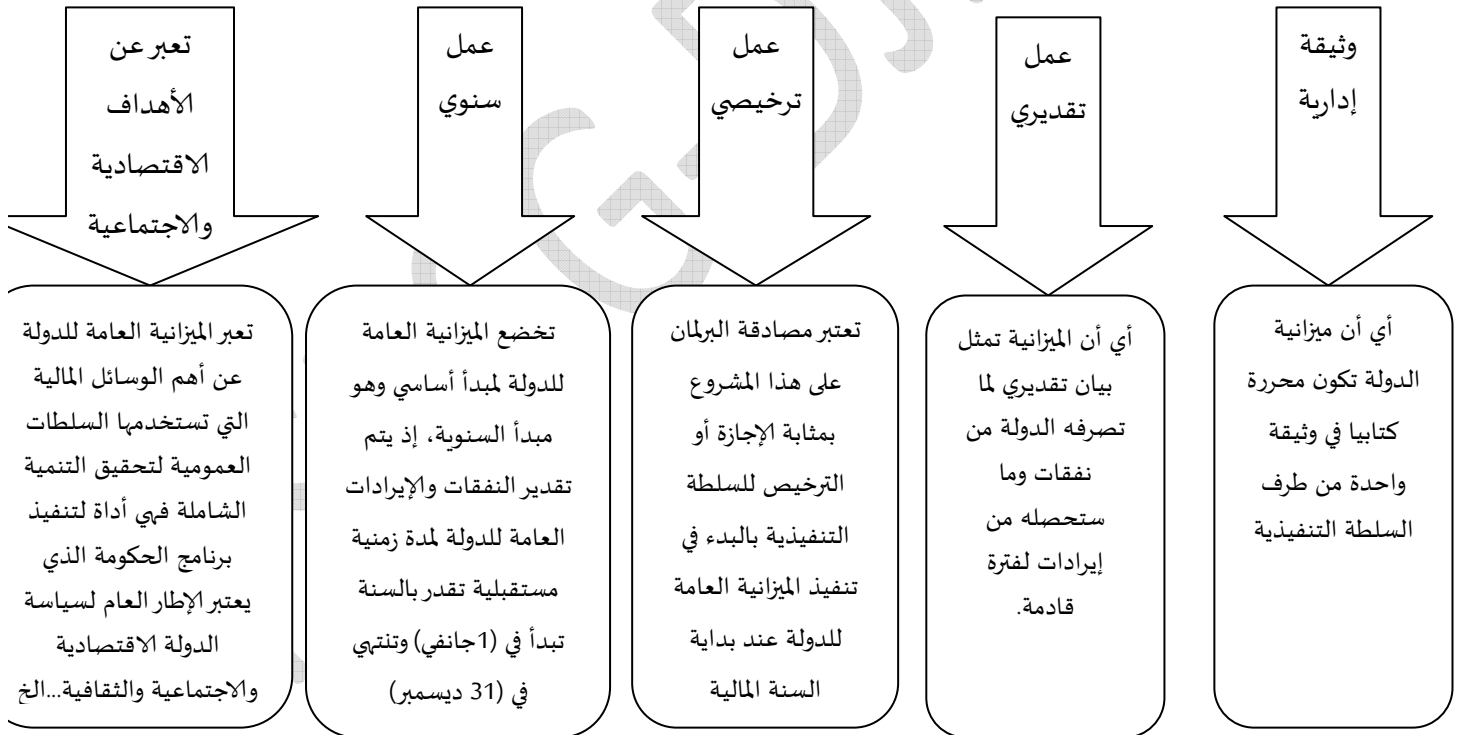 وثيقة
إدارية
أي أن ميزانية
الدولة تكون محررة
كتابيا في وثيقة
واحدة من طرف
السلطة التنفيذية
عمل
تقديري
أي أن الميزانية تمثل
بيان تقديري لما
تصرفه الدولة من
نفقات وما
ستحصله من
إيرادات لفترة
قادمة.
عمل
ترخيصي
تعتبر مصادقة البرلمان
على هذا المشروع
بمثابة الإجازة أو
الترخيص للسلطة
التنفيذية بالبدء في
تنفيذ الميزانية العامة
للدولة عند بداية
السنة المالية
عمل
سنوي
تخضع الميزانية العامة
للدولة لمبدأ أساسي وهو
مبدأ السنوية، إذ يتم
تقدير النفقات والإيرادات
العامة للدولة لمدة زمنية
مستقبلية تقدر بالسنة
تبدأ في (1جانفي) وتنتهي
في (31 ديسمبر)
تعبر عن
الأهداف
الاقتصادية
والاجتماعية
تعبر الميزانية العامة للدولة
عن أهم الوسائل المالية
التي تستخدمها السلطات
العمومية لتحقيق التنمية
الشاملة فهي أداة لتنفيذ
برنامج الحكومة الذي
يعتبر الإطار العام لسياسة
الدولة الاقتصادية
والاجتماعية والثقافية...الخ